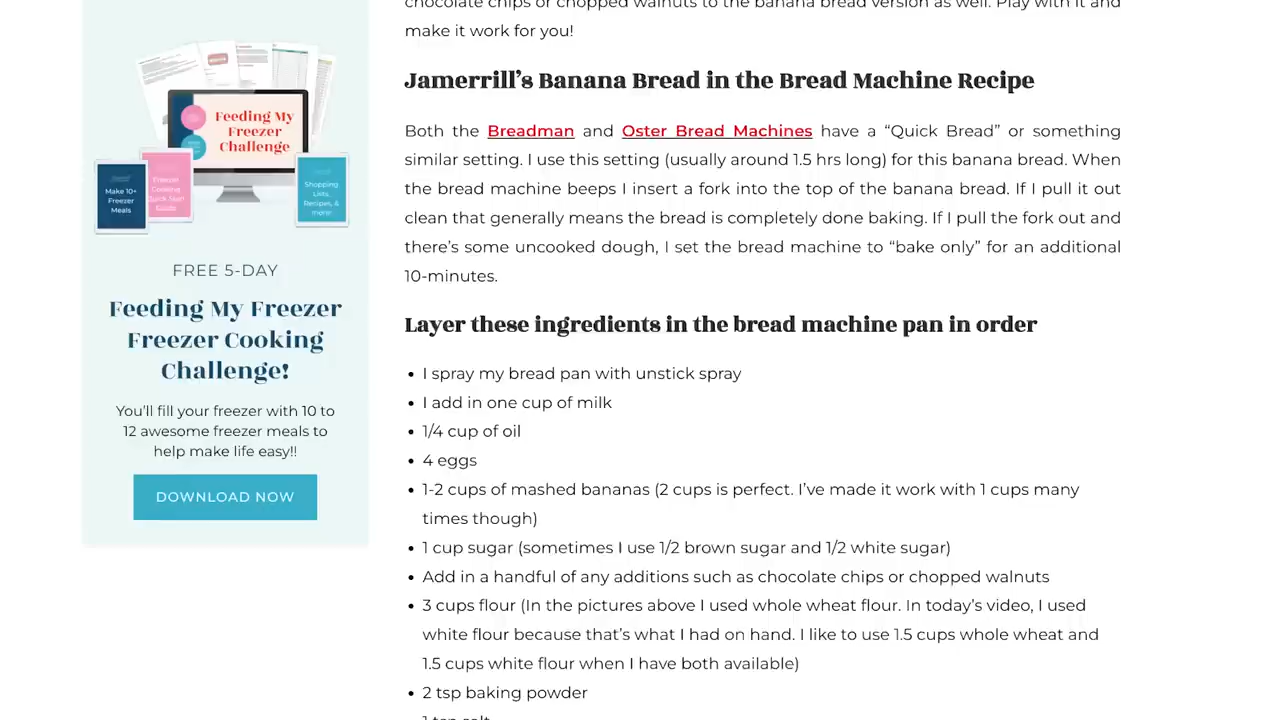 chocolate chips or chopped walnuts to the banana bread version as well. Play with it and
make it work for you!
Jamerrill's Banana Bread in the Bread Machine Recipe
Both the Breadman and Oster Bread Machines have a “Quick Bread” or something
similar setting. I use this setting (usually around 1.5 hrs long) for this banana bread. When
the bread machine beeps I insert a fork into the top of the banana bread. If I pull it out
clean that generally means the bread is completely done baking. If I pull the fork out and
there's some uncooked dough, I set the bread machine to “bake only” for an additional
10-minutes.
Layer these ingredients in the bread machine pan in order
• I spray my bread pan with unstick spray
• I add in one cup of milk
• 1/4 cup of oil
• 4 eggs
• 1-2 cups of mashed bananas (2 cups is perfect. I've made it work with 1 cups many
times though)
• 1 cup sugar (sometimes I use 1/2 brown sugar and 1/2 white sugar)
• Add in a handful of any additions such as chocolate chips or chopped walnuts
• 3 cups flour (In the pictures above I used whole wheat flour. In today's video, I used
white flour because that's what I had on hand. I like to use 1.5 cups whole wheat and
1.5 cups white flour when I have both available)
• 2 tsp baking powder
1 tsp salt
Feeding My
Freezer
Challenge!
Make 10+
Freezer
Meals
Freezer
Cooking
Quick Start
Guide
Shopping
Lists,
Recipes, &
more!
FREE 5-DAY
Feeding My Freezer
Freezer Cooking
Challenge!
You'll fill your freezer with 10 to
12 awesome freezer meals to
help make life easy!!
DOWNLOAD NOW